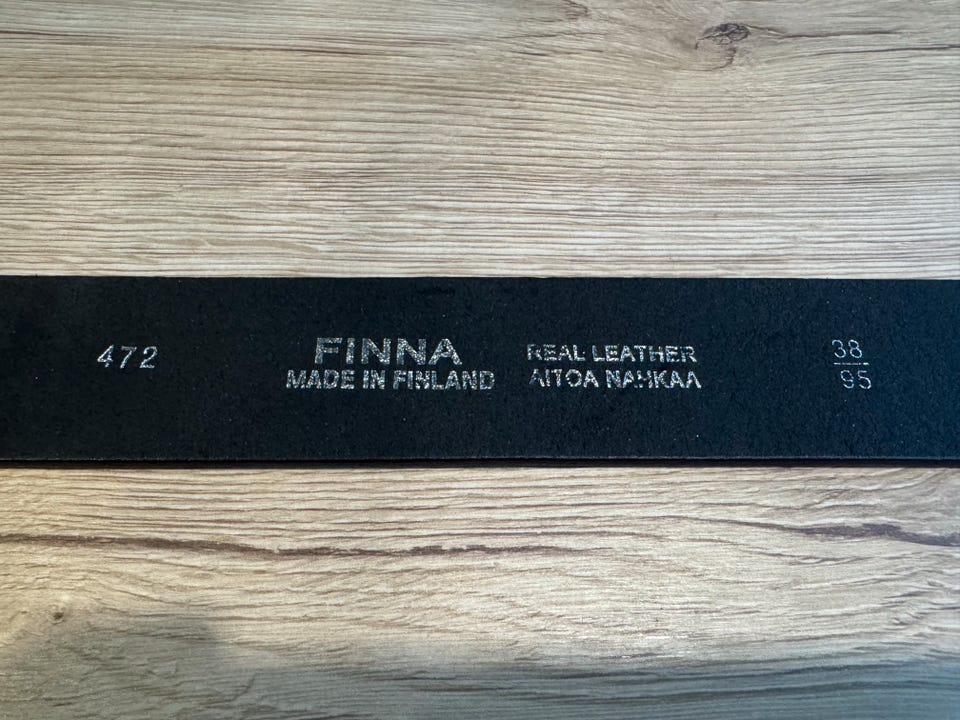 472
FINNA
MADE IN FINLAND
REAL LEATHER
AITOA NAHKAA
38
95